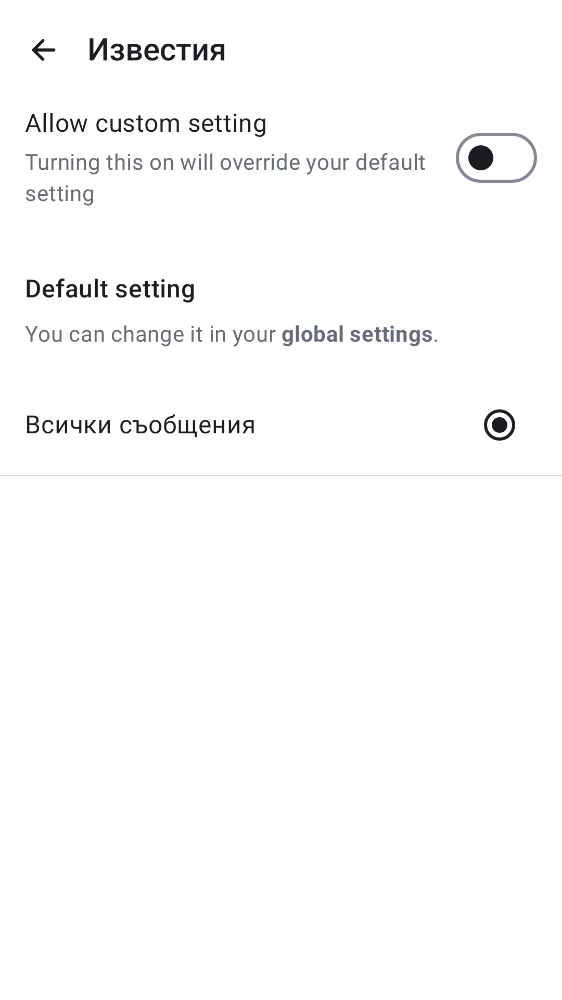 Известия
Allow custom setting
Turning this on will override your default
setting
Default setting
You can change it in your global settings.
Всички съобщения